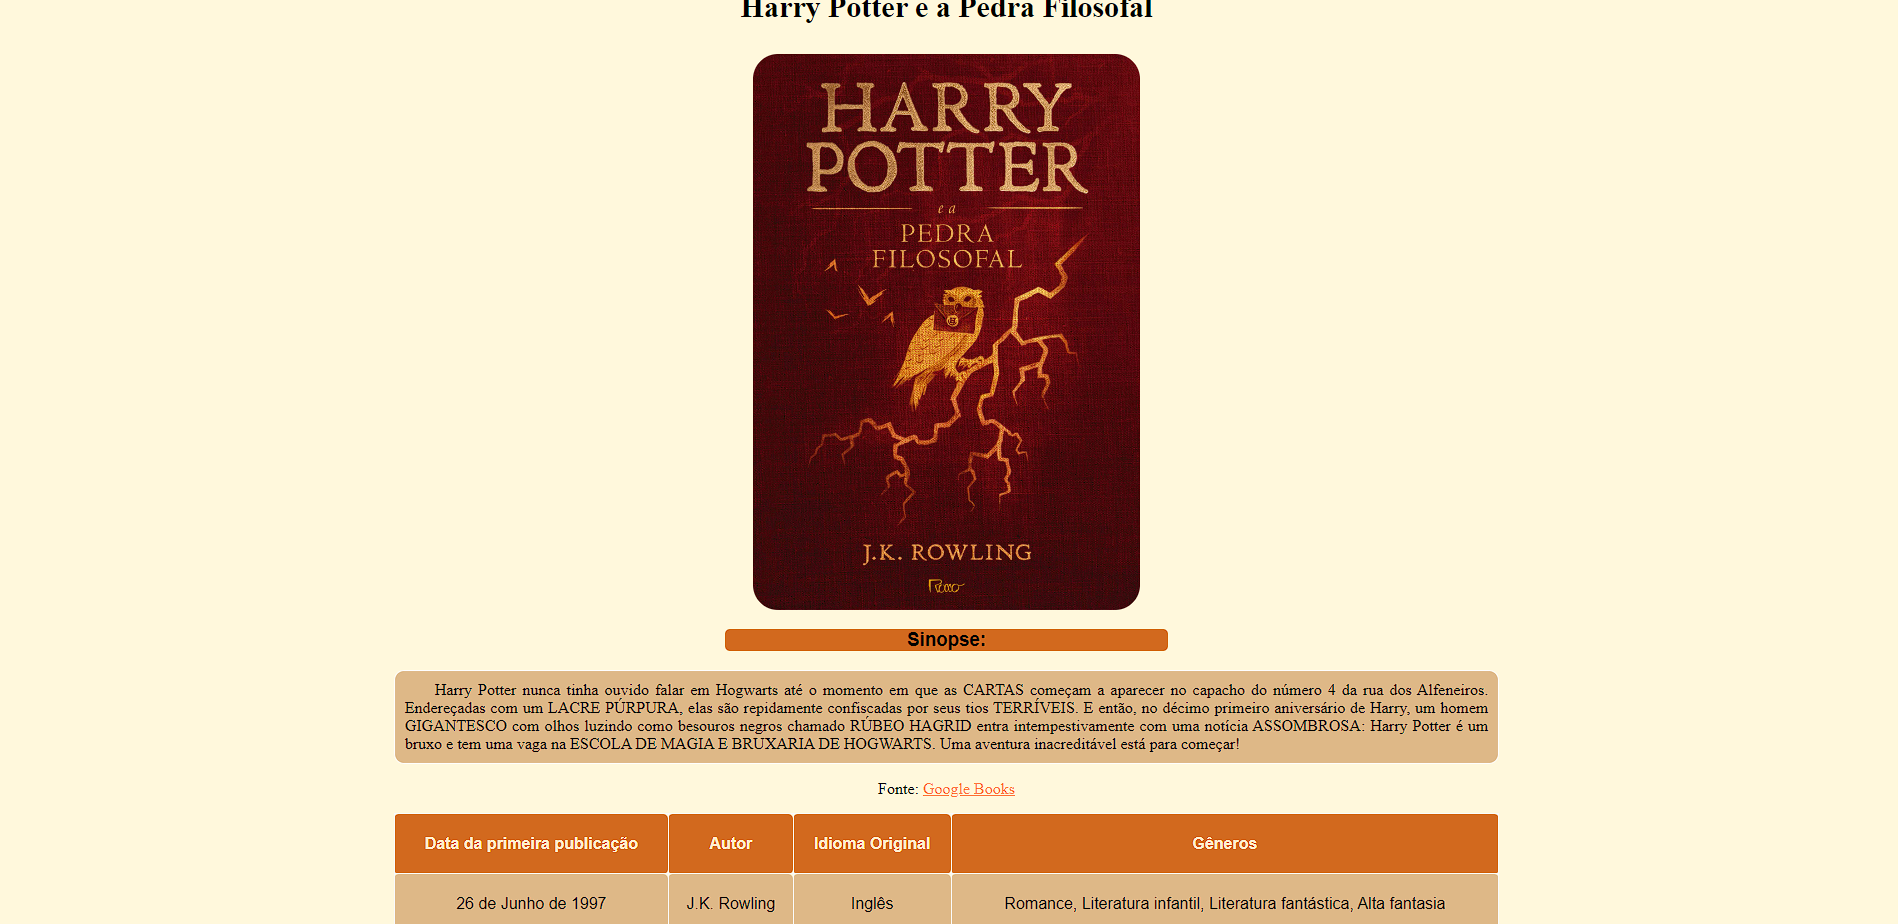 Harry Potter e a Pedra Filosofal
HARRY
POTTER
e a
PEDRA
FILOSOFAL
J.K. ROWLING
Rocco
Sinopse:
Harry Potter nunca tinha ouvido falar em Hogwarts até o momento em que as CARTAS começam a aparecer no capacho do número 4 da rua dos Alfeneiros.
Endereçadas com um LACRE PÚRPURA, elas são repidamente confiscadas por seus tios TERRÍVEIS. E então, no décimo primeiro aniversário de Harry, um homem
GIGANTESCO com olhos luzindo como besouros negros chamado RÚBEO HAGRID entra intempestivamente com uma notícia ASSOMBROSA: Harry Potter é um
bruxo e tem uma vaga na ESCOLA DE MAGIA E BRUXARIA DE HOGWARTS. Uma aventura inacreditável está para começar!
Fonte: Google Books
Data da primeira publicação Autor Idioma Original Gêneros
26 de Junho de 1997 J.K. Rowling Inglês Romance, Literatura infantil, Literatura fantástica, Alta fantasia